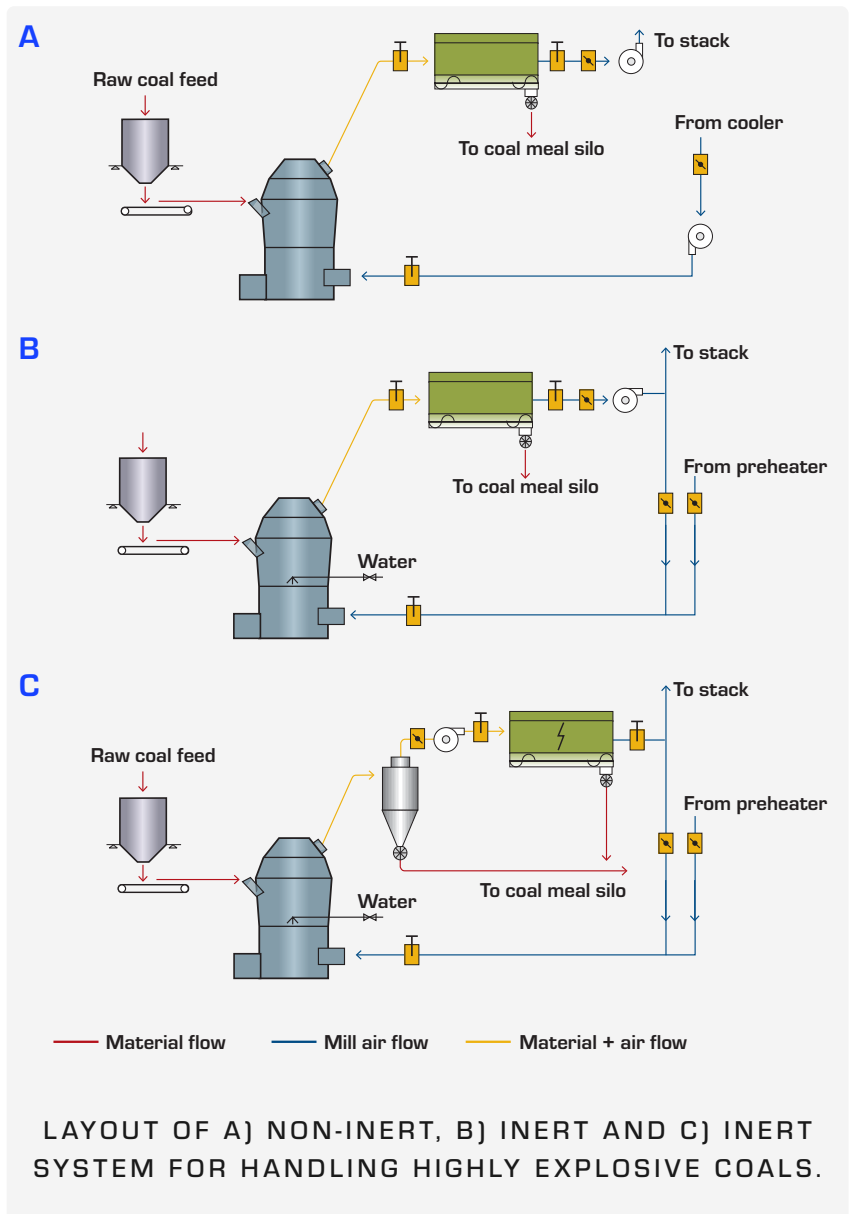 A
To stack
Raw coal feed
From cooler
To coal meal silo
B
To stack
From preheater
To coal meal silo
Water
C
To stack
Raw coal feed
From preheater
To coal meal silo
Water
Material flow
Mill air flow
Material + air flow
LAYOUT OF A) NON-INERT, B) INERT AND C) INERT
SYSTEM FOR HANDLING HIGHLY EXPLOSIVE COALS.